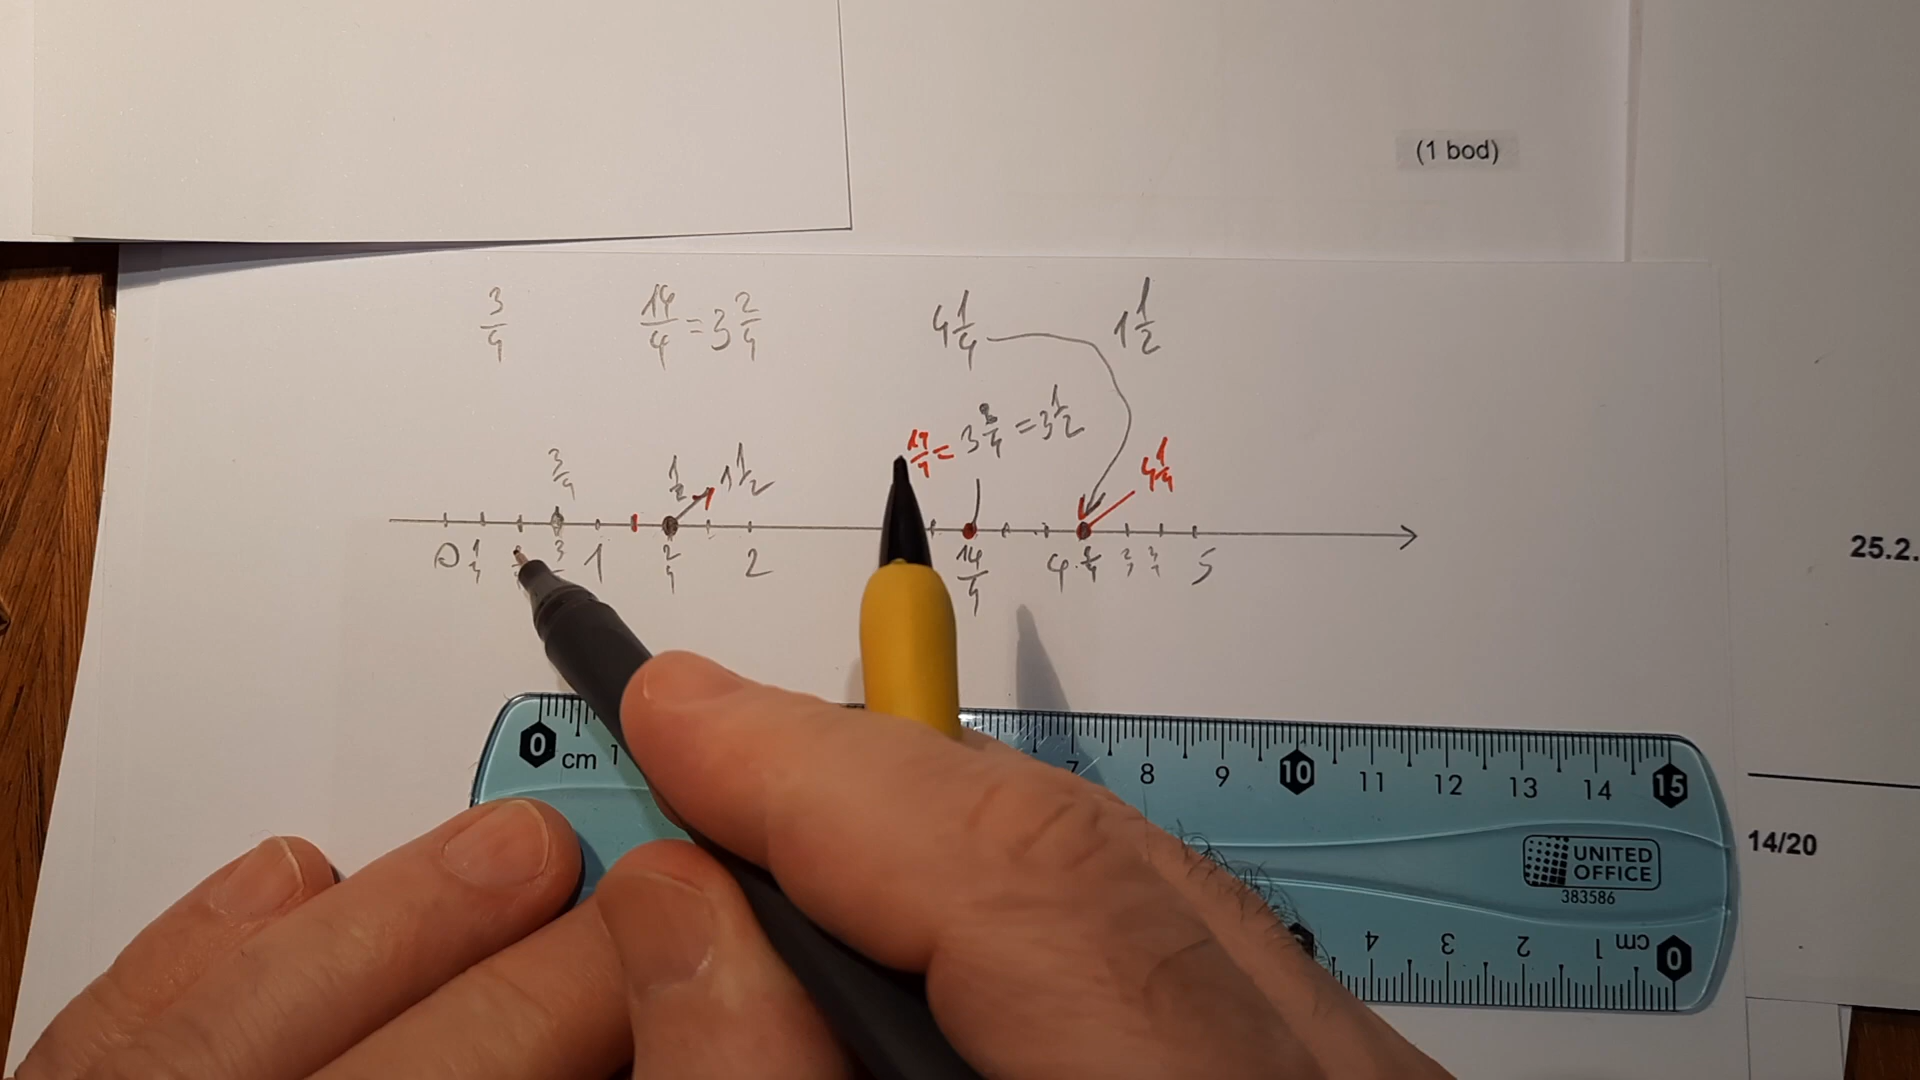 (1 bod)
3/4 14/4 = 3 2/4 4 1/4 1 1/2
= 3 2/4 = 3 1/2
3/4 1/2 1 1/2 4 1/4
0 1/4 3 1 2/4 2 14/4 4 2/4 3/4 5
25.2.
0 cm 1 7 8 9 10 11 12 13 14 15
UNITED
OFFICE
383586
14/20
4 3 2 1 cm 0